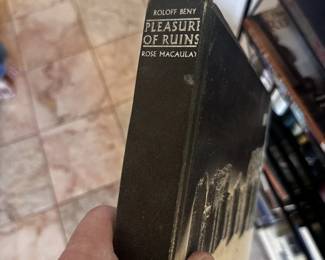 ROLOFF BENY
PLEASURE
OF RUINS
ROSE MACAULAY